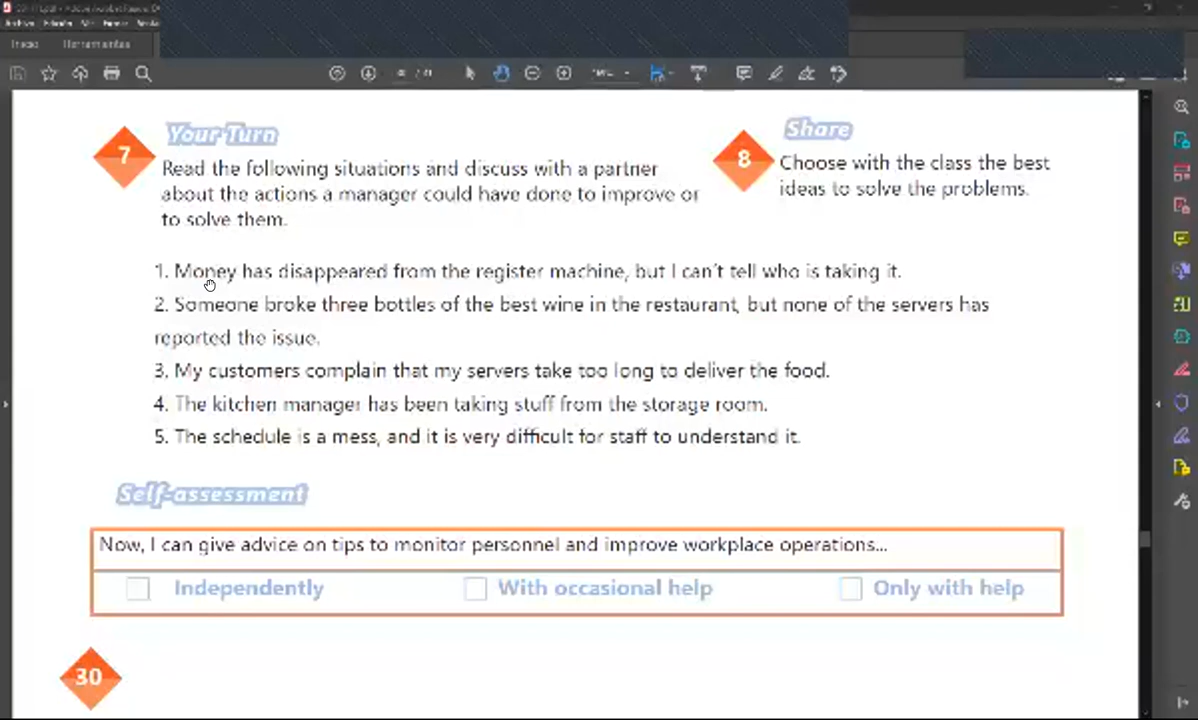 Inicio
Herramientas
7
Your Turn
Read the following situations and discuss with a partner
about the actions a manager could have done to improve or
to solve them.
8
Share
Choose with the class the best
ideas to solve the problems.
1. Money has disappeared from the register machine, but I can't tell who is taking it.
2. Someone broke three bottles of the best wine in the restaurant, but none of the servers has
reported the issue.
3. My customers complain that my servers take too long to deliver the food.
4. The kitchen manager has been taking stuff from the storage room.
5. The schedule is a mess, and it is very difficult for staff to understand it.
Self-assessment
Now, I can give advice on tips to monitor personnel and improve workplace operations...
Independently
With occasional help
Only with help
30